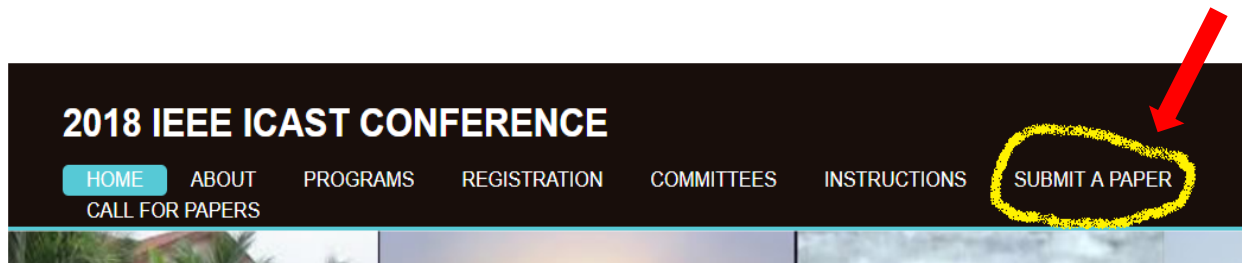 2018 IEEE ICAST CONFERENCE
HOME ABOUT PROGRAMS REGISTRATION COMMITTEES INSTRUCTIONS SUBMIT A PAPER
CALL FOR PAPERS